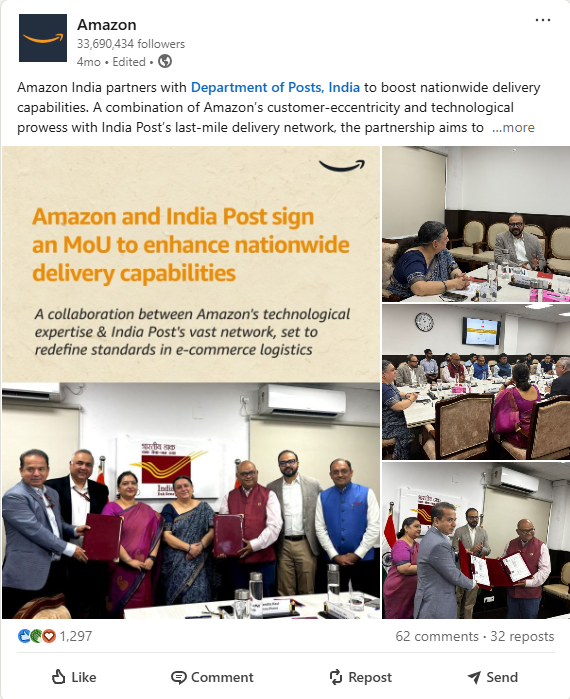 Amazon
33,690,434 followers
4mo • Edited •
Amazon India partners with Department of Posts, India to boost nationwide delivery
capabilities. A combination of Amazon's customer-eccentricity and technological
prowess with India Post's last-mile delivery network, the partnership aims to ...more
Amazon and India Post sign
an MoU to enhance nationwide
delivery capabilities
A collaboration between Amazon's technological
expertise & India Post's vast network, set to
redefine standards in e-commerce logistics
भारतीय डाक
India
1,297
62 comments • 32 reposts
Like
Comment
Repost
Send